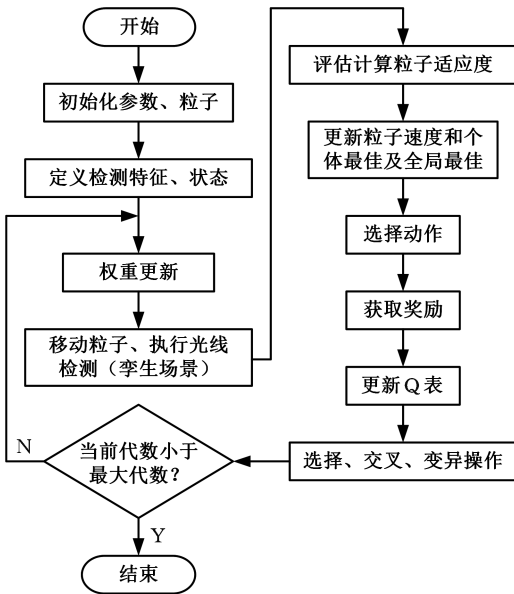 开始
初始化参数、粒子
定义检测特征、状态
权重更新
移动粒子、执行光线
检测（孪生场景）
评估计算粒子适应度
更新粒子速度和个
体最佳及全局最佳
选择动作
获取奖励
更新Q表
选择、交叉、变异操作
当前代数小于
最大代数？
N
Y
结束